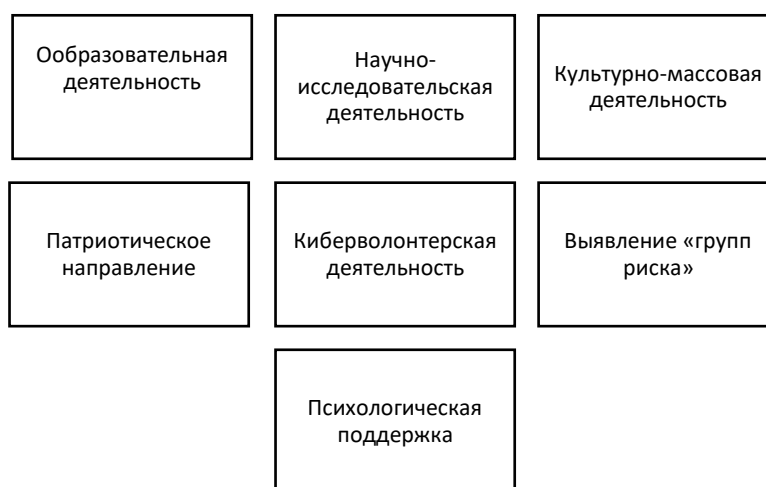 Ообразовательная
деятельность
Научно-
исследовательская
деятельность
Культурно-массовая
деятельность
Патриотическое
направление
Киберволонтерская
деятельность
Выявление «групп
риска»
Психологическая
поддержка